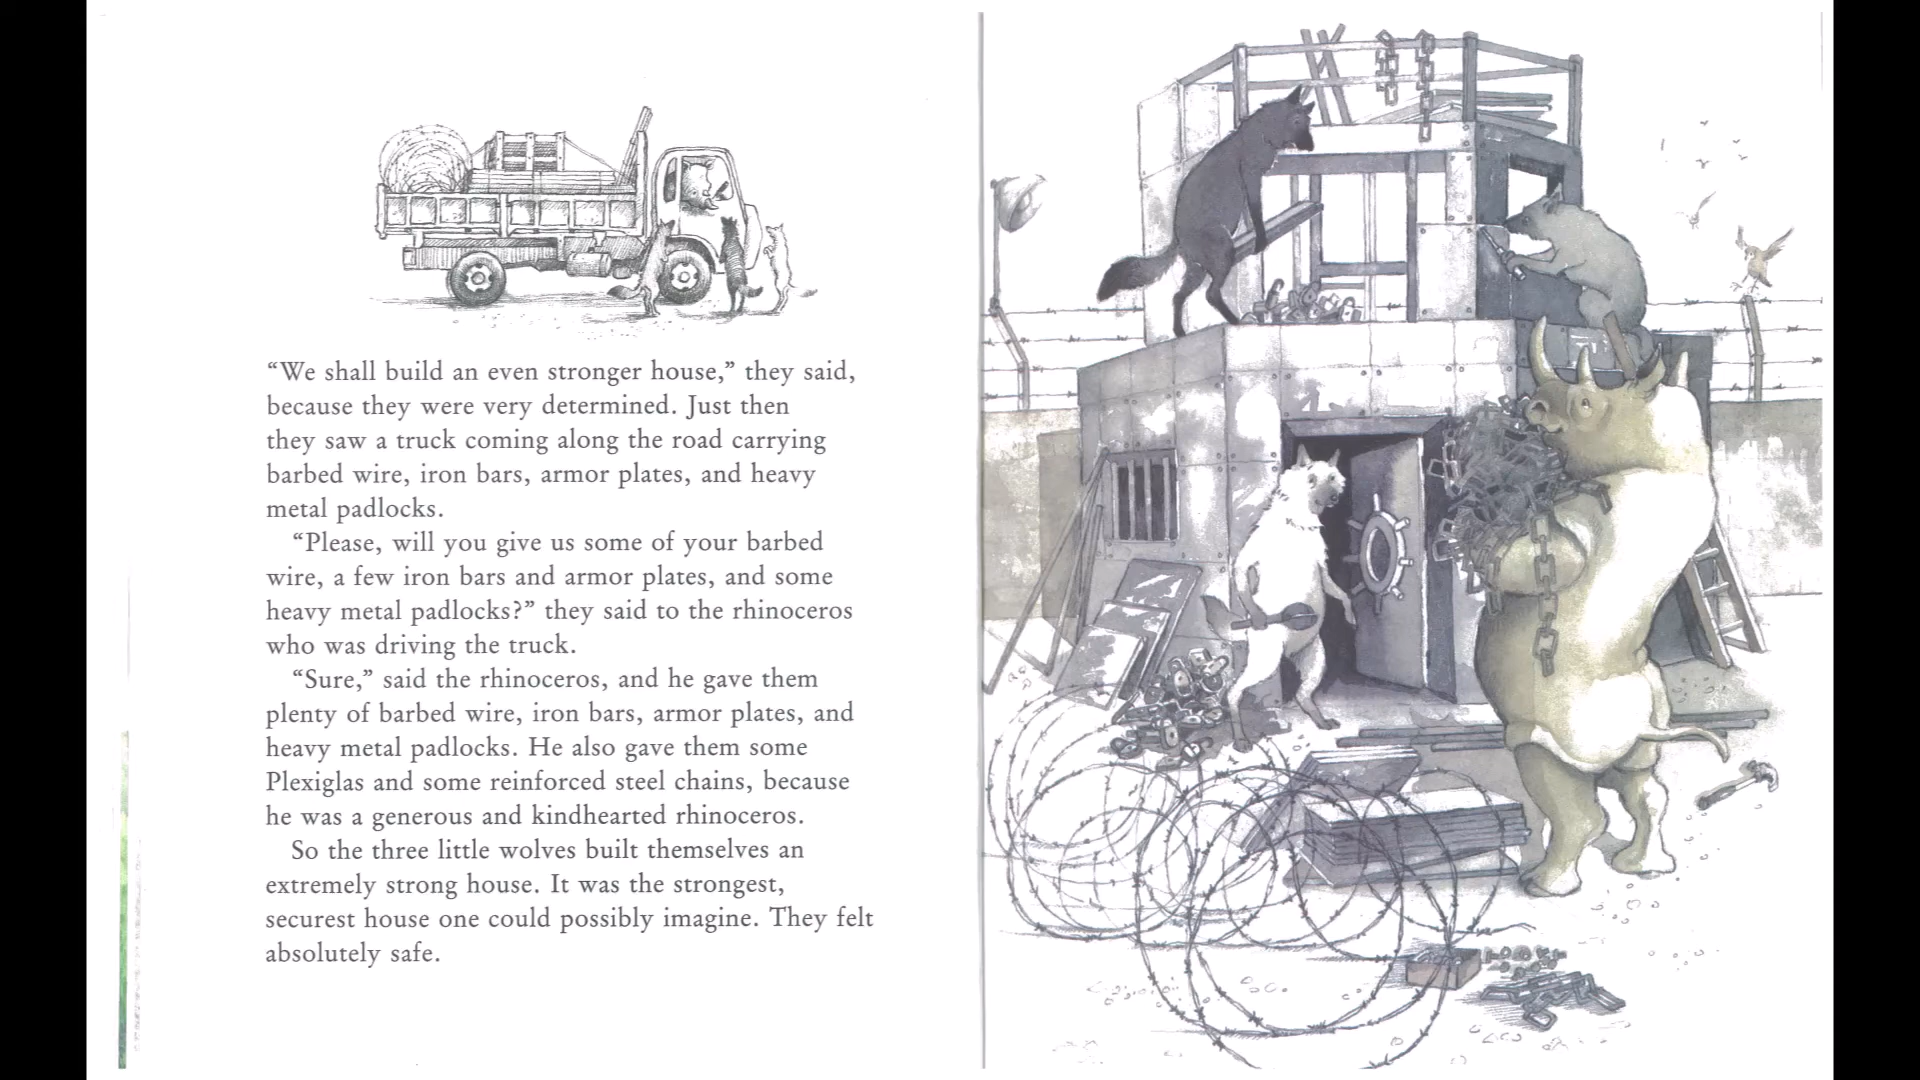 “We shall build an even stronger house,” they said,
because they were very determined. Just then
they saw a truck coming along the road carrying
barbed wire, iron bars, armor plates, and heavy
metal padlocks.
“Please, will you give us some of your barbed
wire, a few iron bars and armor plates, and some
heavy metal padlocks?” they said to the rhinoceros
who was driving the truck.
“Sure,” said the rhinoceros, and he gave them
plenty of barbed wire, iron bars, armor plates, and
heavy metal padlocks. He also gave them some
Plexiglas and some reinforced steel chains, because
he was a generous and kindhearted rhinoceros.
So the three little wolves built themselves an
extremely strong house. It was the strongest,
securest house one could possibly imagine. They felt
absolutely safe.